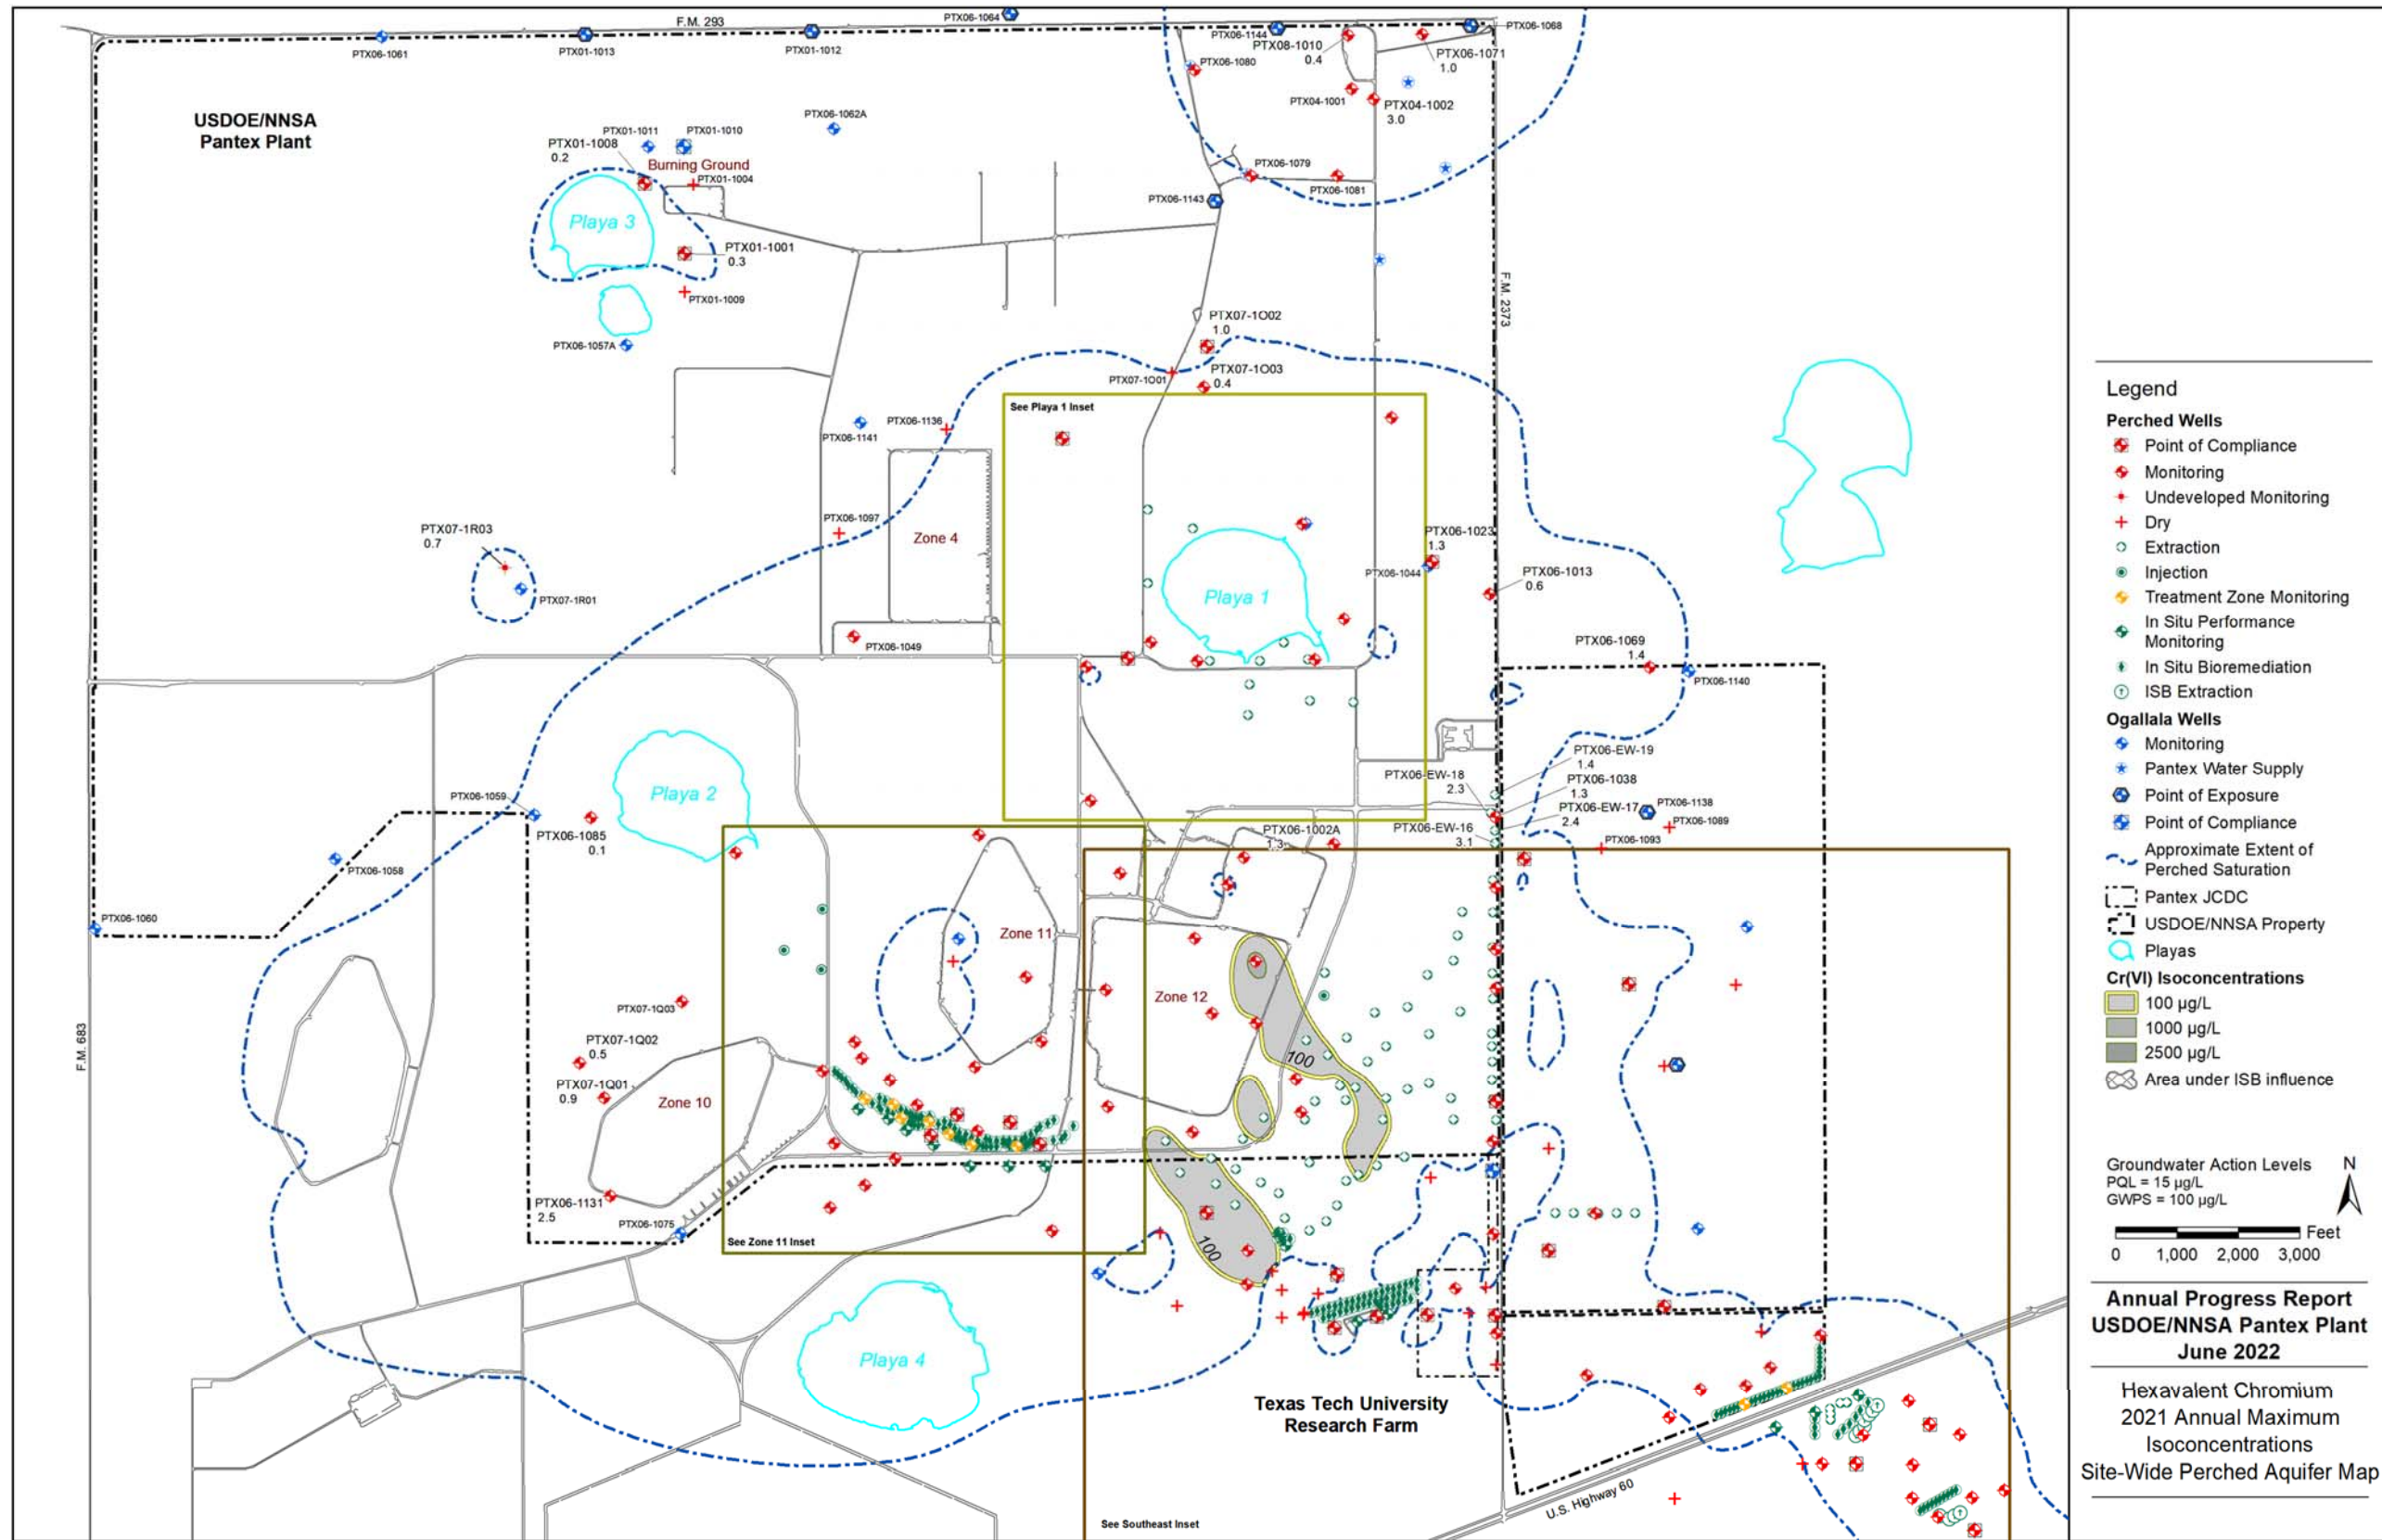 F.M. 293
PTX06-1064
PTX06-1061
PTX01-1013
PTX01-1012
PTX06-1144
PTX06-1068
PTX08-1010
0.4
PTX06-1071
1.0
PTX06-1080
PTX04-1001
PTX04-1002
3.0
USDOE/NNSA
Pantex Plant
PTX06-1062A
PTX01-1011
PTX01-1010
PTX01-1008
0.2
Burning Ground
PTX01-1004
PTX06-1079
PTX06-1081
PTX06-1143
Playa 3
PTX01-1001
0.3
PTX01-1009
F.M. 2373
PTX06-1057A
PTX07-1O02
1.0
PTX07-1O01
PTX07-1O03
0.4
See Playa 1 Inset
PTX06-1141
PTX06-1136
PTX06-1097
Zone 4
PTX07-1R03
0.7
PTX07-1R01
PTX06-1023
1.3
PTX06-1044
PTX06-1013
0.6
Playa 1
PTX06-1049
PTX06-1069
1.4
PTX06-1140
PTX06-EW-19
1.4
PTX06-EW-18
2.3
PTX06-1038
1.3
PTX06-EW-17
2.4
PTX06-1138
PTX06-1089
PTX06-EW-16
3.1
PTX06-1093
PTX06-1002A
1.3
Playa 2
PTX06-1059
PTX06-1085
0.1
PTX06-1058
PTX06-1060
Zone 11
Zone 12
PTX07-1Q03
PTX07-1Q02
0.5
PTX07-1Q01
0.9
Zone 10
F.M. 683
100
PTX06-1131
2.5
PTX06-1075
See Zone 11 Inset
100
Playa 4
Texas Tech University
Research Farm
U.S. Highway 60
See Southeast Inset
Legend
Perched Wells
Point of Compliance
Monitoring
Undeveloped Monitoring
Dry
Extraction
Injection
Treatment Zone Monitoring
In Situ Performance
Monitoring
In Situ Bioremediation
ISB Extraction
Ogallala Wells
Monitoring
Pantex Water Supply
Point of Exposure
Point of Compliance
Approximate Extent of
Perched Saturation
Pantex JCDC
USDOE/NNSA Property
Playas
Cr(VI) Isoconcentrations
100 µg/L
1000 µg/L
2500 µg/L
Area under ISB influence
Groundwater Action Levels
PQL = 15 µg/L
GWPS = 100 µg/L
N
Feet
0 1,000 2,000 3,000
Annual Progress Report
USDOE/NNSA Pantex Plant
June 2022
Hexavalent Chromium
2021 Annual Maximum
Isoconcentrations
Site-Wide Perched Aquifer Map